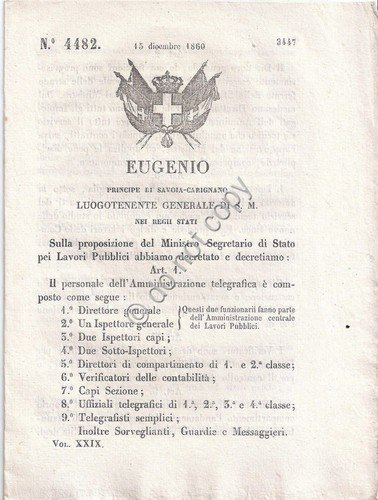 N.° 4482. 15 dicembre 1860 3447
EUGENIO
PRINCIPE DI SAVOIA-CARIGNANO
LUOGOTENENTE GENERALE DI S. M.
NEI REGII STATI
Sulla proposizione del Ministro Segretario di Stato
pei Lavori Pubblici abbiamo decretato e decretiamo:
Art. 1.
Il personale dell'Amministrazione telegrafica è com-
posto come segue:
1.° Direttore generale
2.° Un Ispettore generale
Questi due funzionarii fanno parte
dell'Amministrazione centrale
dei Lavori Pubblici.
3.° Due Ispettori capi;
4.° Due Sotto-Ispettori;
5.° Direttori di compartimento di 1.a e 2.a classe;
6.° Verificatori delle contabilità;
7.° Capi Sezione;
8.° Uffiziali telegrafici di 1.a, 2.a, 3.a e 4.a classe;
9.° Telegrafisti semplici;
Inoltre Sorveglianti, Guardie e Messaggieri.
VOL. XXIX.
do not copy